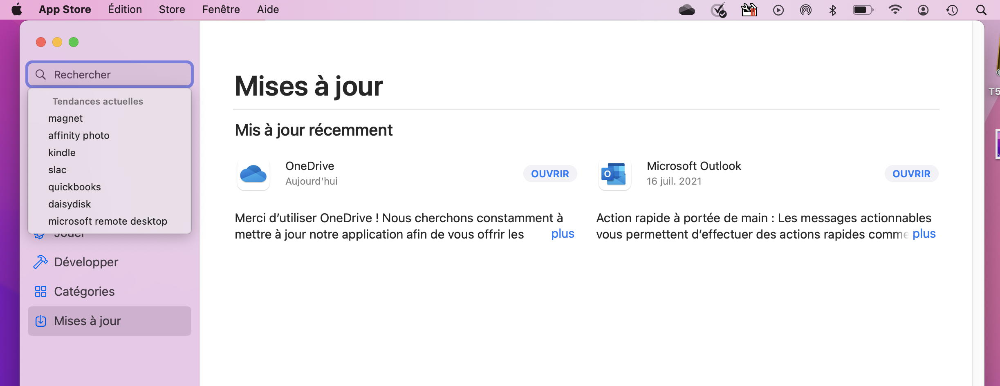 App Store Édition Store Fenêtre Aide
Rechercher
Tendances actuelles
magnet
affinity photo
kindle
slac
quickbooks
daisydisk
microsoft remote desktop
Jouer
Développer
Catégories
Mises à jour
Mises à jour
Mis à jour récemment
OneDrive
Aujourd’hui
OUVRIR
Merci d’utiliser OneDrive ! Nous cherchons constamment à
mettre à jour notre application afin de vous offrir les plus
Microsoft Outlook
16 juil. 2021
OUVRIR
Action rapide à portée de main : Les messages actionnables
vous permettent d’effectuer des actions rapides comme plus
T5